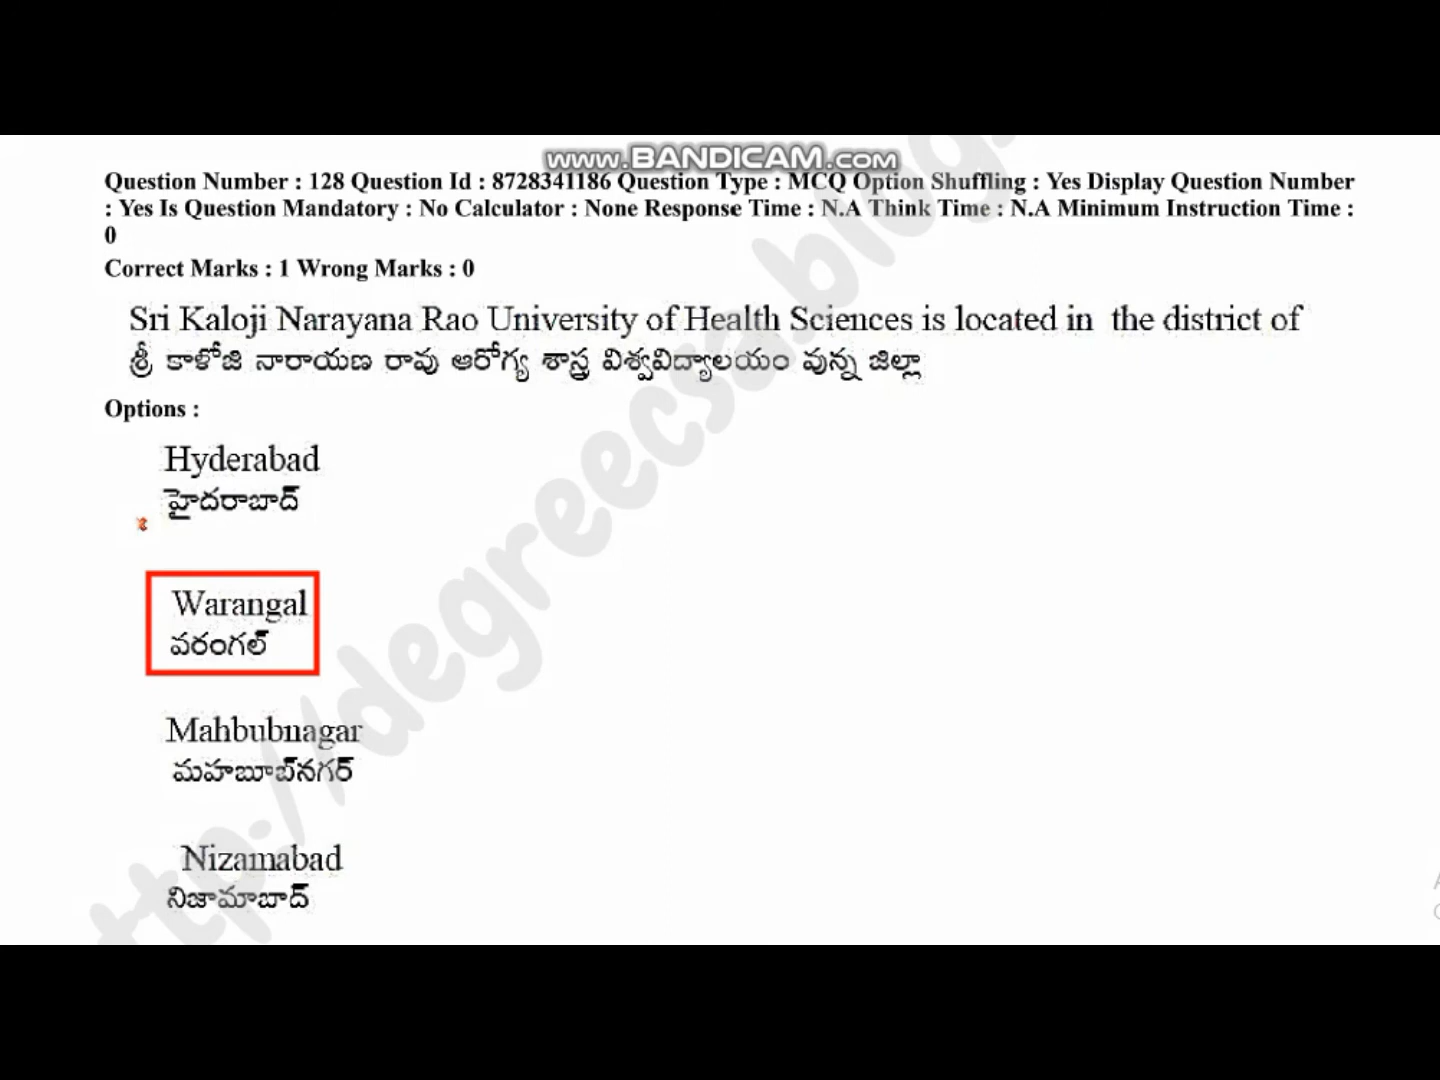 www.BANDICAM.com
Question Number : 128 Question Id : 8728341186 Question Type : MCQ Option Shuffling : Yes Display Question Number
: Yes Is Question Mandatory : No Calculator : None Response Time : N.A Think Time : N.A Minimum Instruction Time :
0
Correct Marks : 1 Wrong Marks : 0
Sri Kaloji Narayana Rao University of Health Sciences is located in the district of
శ్రీ కాళోజి నారాయణ రావు ఆరోగ్య శాస్త్ర విశ్వవిద్యాలయం వున్న జిల్లా
Options :
Hyderabad
హైదరాబాద్
Warangal
వరంగల్
Mahbubnagar
మహబూబ్‌నగర్
Nizamabad
నిజామాబాద్
ttp://degreecsa.blog.